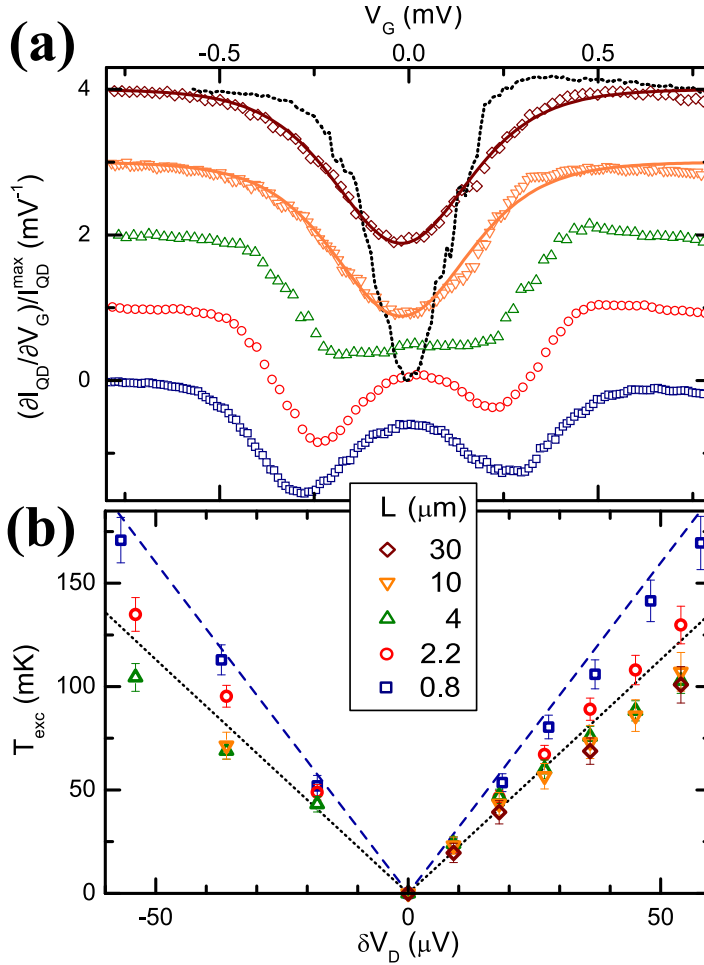 V_G (mV)
-0.5 0.0 0.5
(a)
(∂I_QD/∂V_G)/I_QD^max (mV^-1)
4
2
0
(b)
L (μm)
30
10
4
2.2
0.8
T_exc (mK)
150
100
50
0
-50 0 50
δV_D (μV)